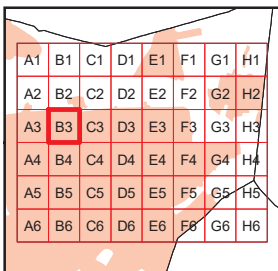 A1 B1 C1 D1 E1 F1 G1 H1
A2 B2 C2 D2 E2 F2 G2 H2
A3 B3 C3 D3 E3 F3 G3 H3
A4 B4 C4 D4 E4 F4 G4 H4
A5 B5 C5 D5 E5 F5 G5 H5
A6 B6 C6 D6 E6 F6 G6 H6